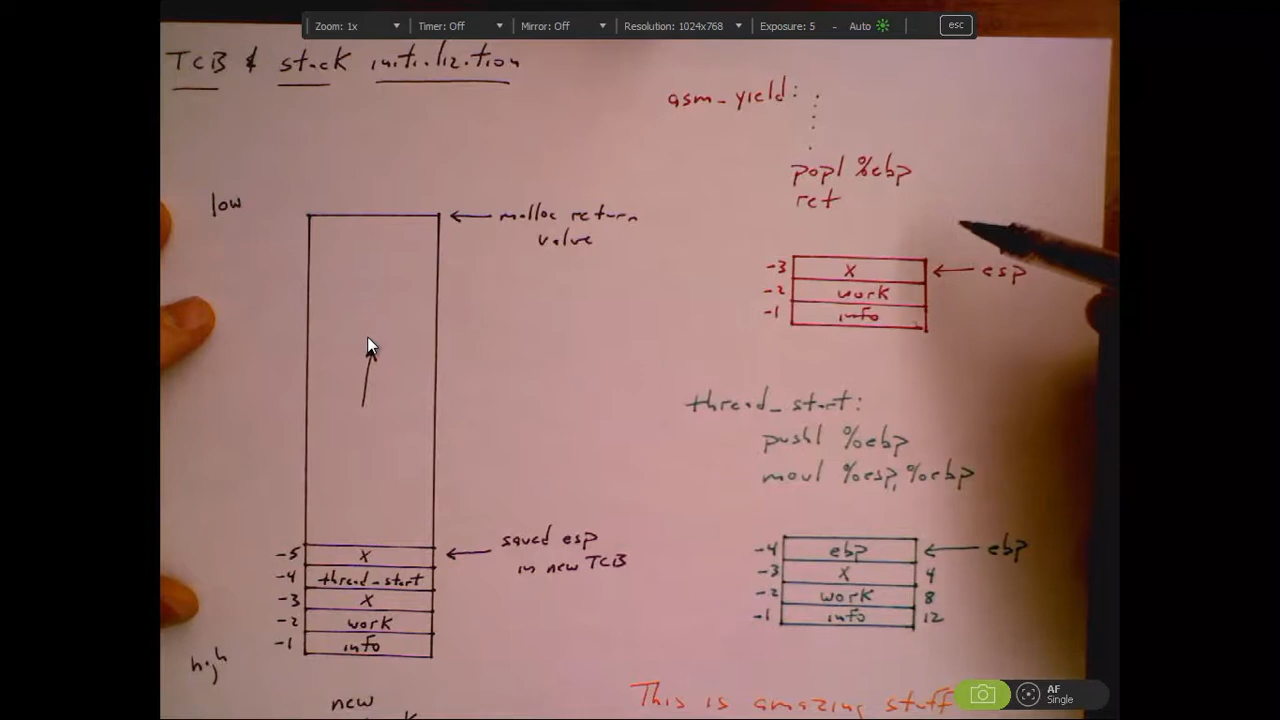 Zoom: 1x Timer: Off Mirror: Off Resolution: 1024x768 Exposure: 5 - Auto esc
TCB & stack initialization
low
malloc return
value
-5 X
-4 thread_start
-3 X
-2 work
-1 info
saved esp
in new TCB
high
new
asm_yield:
popl %ebp
ret
-3 X esp
-2 work
-1 info
thread_start:
pushl %ebp
movl %esp, %ebp
-4 ebp ebp
-3 X 4
-2 work 8
-1 info 12
This is amazing stuff
AF
Single